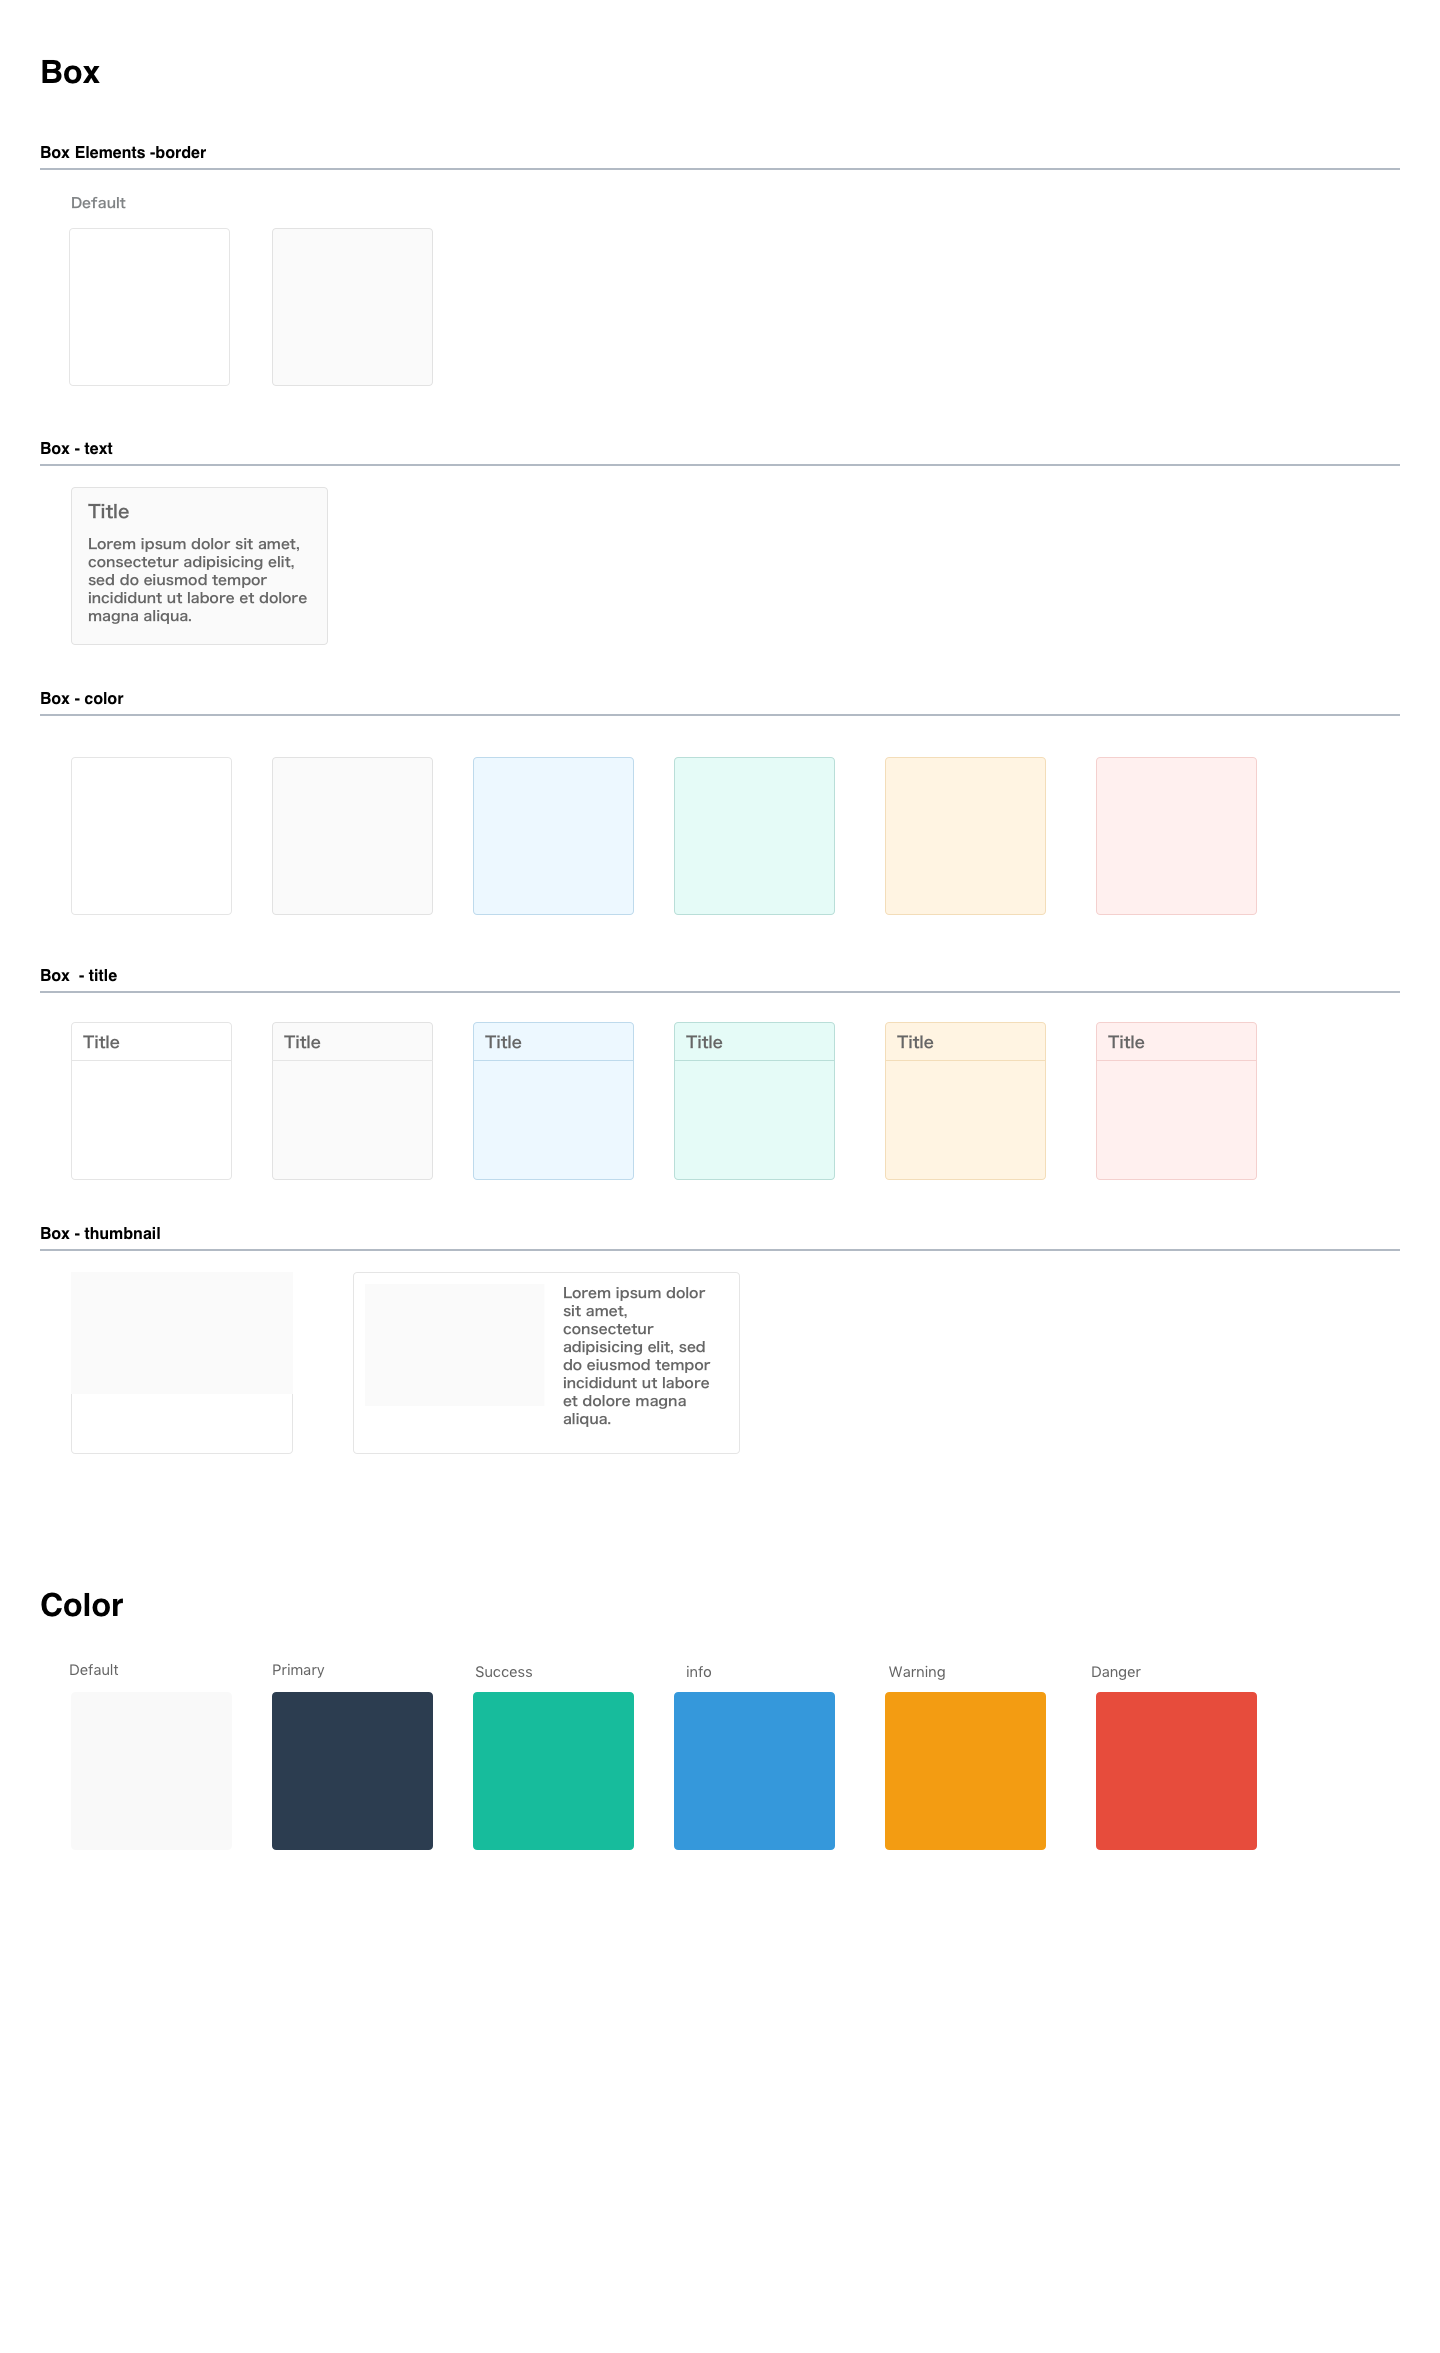 Box
Box Elements -border
Default
Box - text
Title
Lorem ipsum dolor sit amet,
consectetur adipisicing elit,
sed do eiusmod tempor
incididunt ut labore et dolore
magna aliqua.
Box - color
Box  - title
Title Title Title Title Title Title
Box - thumbnail
Lorem ipsum dolor
sit amet,
consectetur
adipisicing elit, sed
do eiusmod tempor
incididunt ut labore
et dolore magna
aliqua.
Color
Default Primary Success info Warning Danger